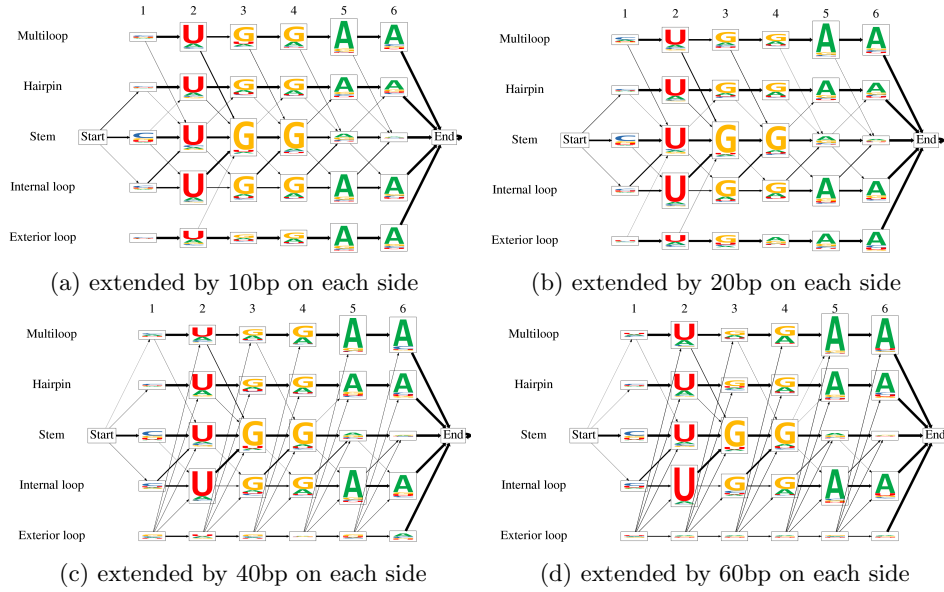 1 2 3 4 5 6
Multiloop U G G A A
Hairpin U G G A A
Start Stem C U G G A A End
Internal loop U G G A A
Exterior loop U G G A A
(a) extended by 10bp on each side
1 2 3 4 5 6
Multiloop U G G A A
Hairpin U G G A A
Start Stem C U G G A A End
Internal loop U G G A A
Exterior loop U G A A A
(b) extended by 20bp on each side
1 2 3 4 5 6
Multiloop U G G A A
Hairpin U G G A A
Stem Start C U G G A End
Internal loop U G G A A
Exterior loop A
(c) extended by 40bp on each side
1 2 3 4 5 6
Multiloop U G G A A
Hairpin U G G A A
Stem Start C U G G A End
Internal loop C U G G A A
Exterior loop
(d) extended by 60bp on each side